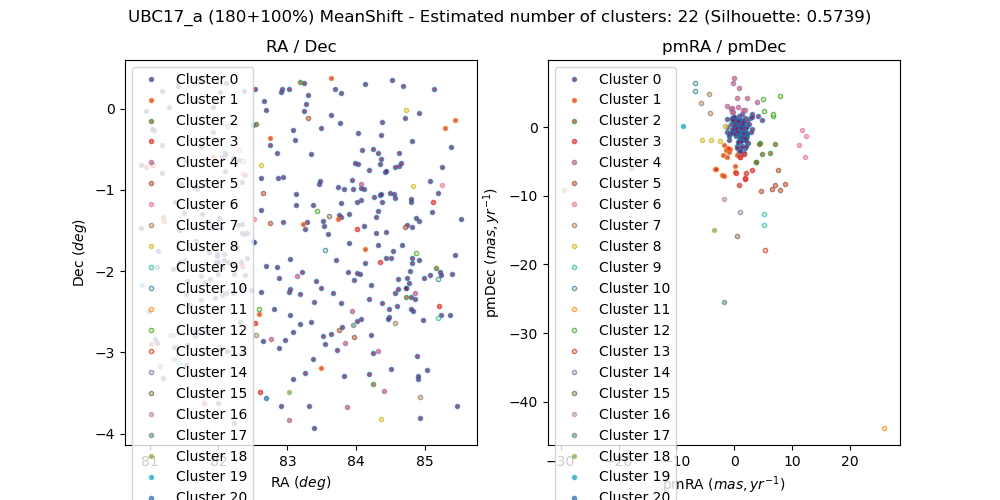 UBC17_a (180+100%) MeanShift - Estimated number of clusters: 22 (Silhouette: 0.5739)
RA / Dec
Dec (deg)
0
−1
−2
−3
−4
Cluster 0
Cluster 1
Cluster 2
Cluster 3
Cluster 4
Cluster 5
Cluster 6
Cluster 7
Cluster 8
Cluster 9
Cluster 10
Cluster 11
Cluster 12
Cluster 13
Cluster 14
Cluster 15
Cluster 16
Cluster 17
Cluster 18
Cluster 19
Cluster 20
81 82 83 84 85
RA (deg)
pmRA / pmDec
pmDec (mas, yr⁻¹)
0
−10
−20
−30
−40
Cluster 0
Cluster 1
Cluster 2
Cluster 3
Cluster 4
Cluster 5
Cluster 6
Cluster 7
Cluster 8
Cluster 9
Cluster 10
Cluster 11
Cluster 12
Cluster 13
Cluster 14
Cluster 15
Cluster 16
Cluster 17
Cluster 18
Cluster 19
Cluster 20
−30 −20 −10 0 10 20
pmRA (mas, yr⁻¹)